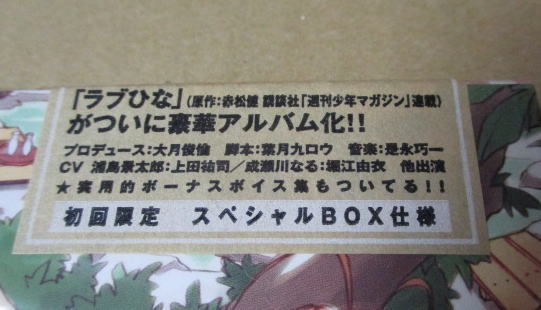 「ラブひな」(原作:赤松健 講談社「週刊少年マガジン」連載)
がついに豪華アルバム化!!
プロデュース:大月俊倫 脚本:葉月九ロウ 音楽:是永巧一
CV 浦島景太郎:上田祐司/成瀬川なる:堀江由衣 他出演
★実用的ボーナスボイス集もついてる!!
初回限定 スペシャルBOX仕様